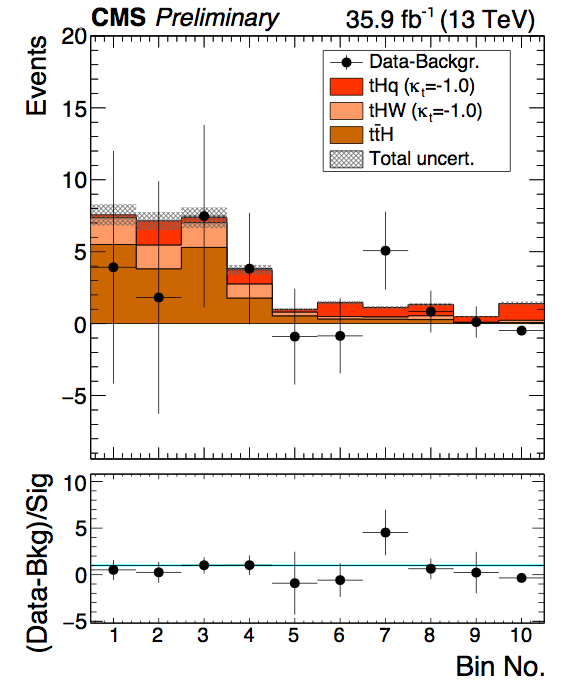 CMS Preliminary 35.9 fb⁻¹ (13 TeV)
Events
20
15
10
5
0
−5
Data-Backgr.
tHq (κₜ=-1.0)
tHW (κₜ=-1.0)
tt̄H
Total uncert.
(Data-Bkg)/Sig
10
5
0
−5
1 2 3 4 5 6 7 8 9 10
Bin No.